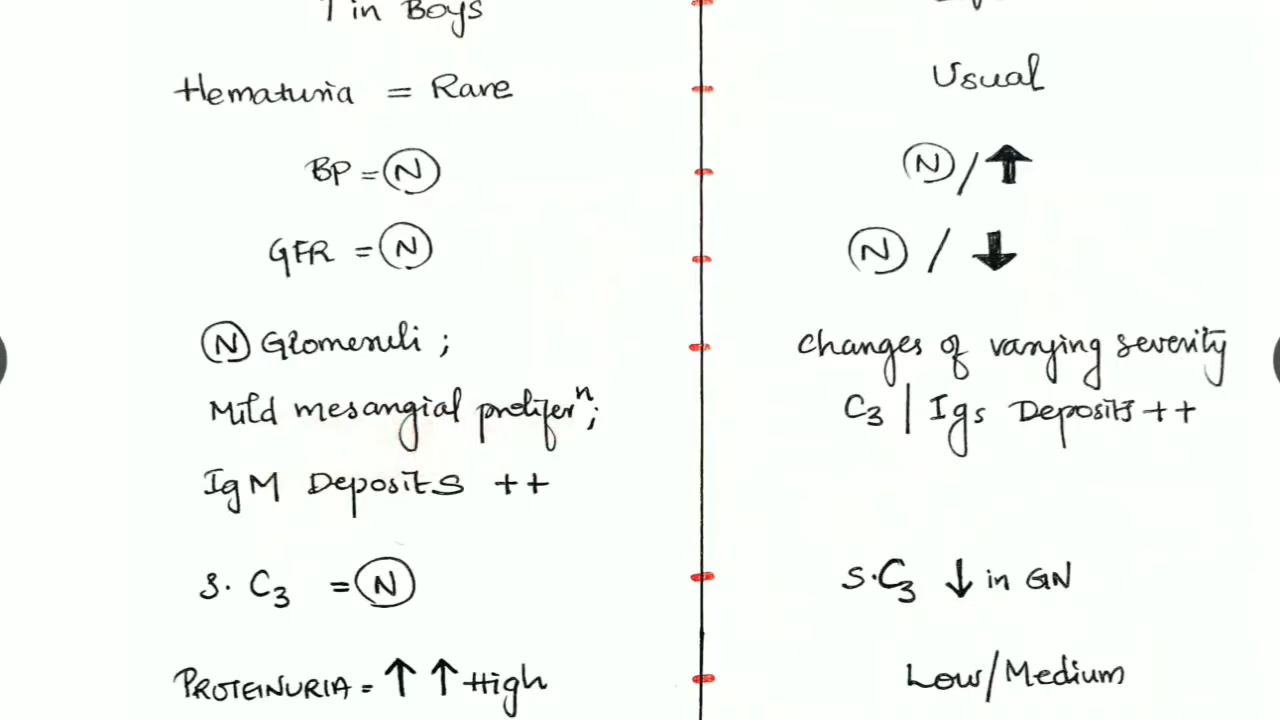 ↑ in Boys
Hematuria = Rare
Usual
BP = N
N / ↑
GFR = N
N / ↓
N Glomeruli ;
changes of varying severity
Mild mesangial proliferⁿ;
C3 | Igs Deposits ++
IgM Deposits ++
S. C3 = N
S.C3 ↓ in GN
PROTEINURIA = ↑ ↑ High
Low/Medium